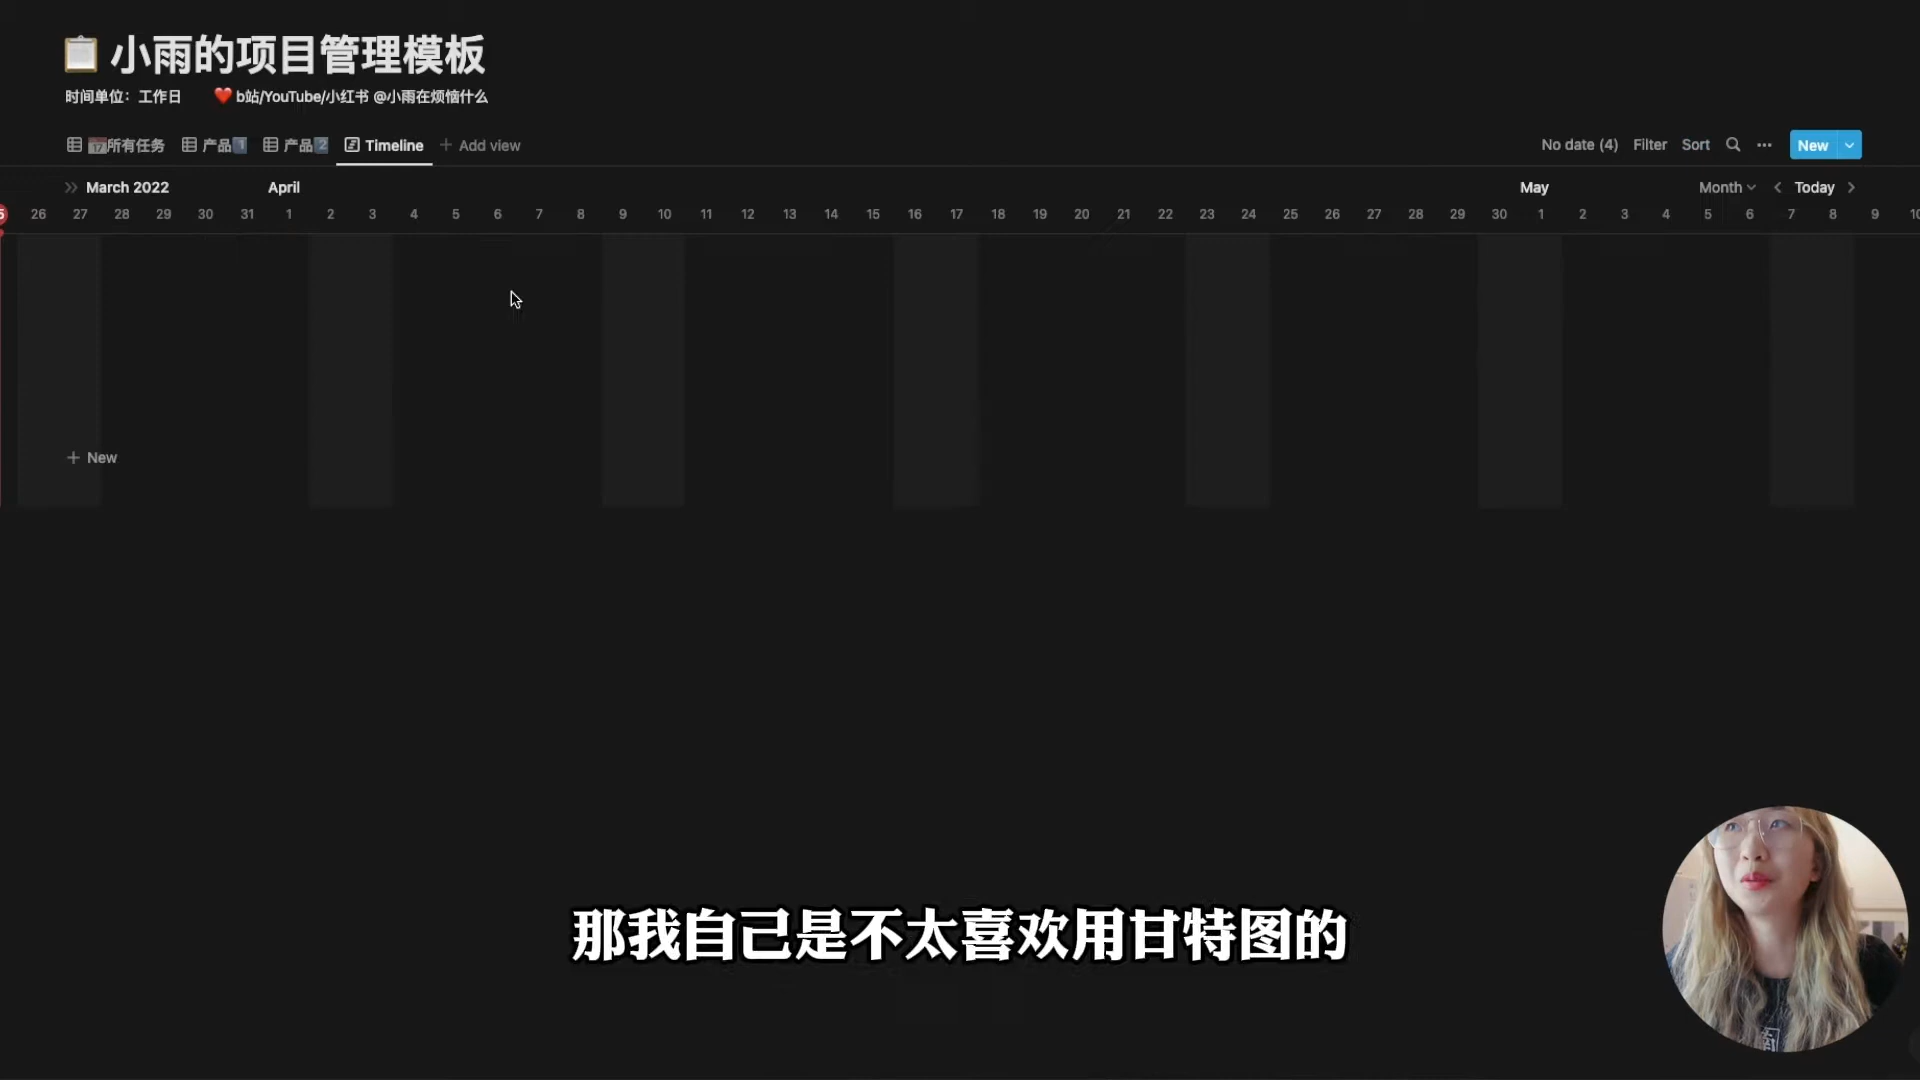 小雨的项目管理模板
时间单位：工作日 ❤️ b站/YouTube/小红书 @小雨在烦恼什么
17所有任务 产品1 产品2 Timeline + Add view No date (4) Filter Sort ... New
March 2022 April May Month Today
26 27 28 29 30 31 1 2 3 4 5 6 7 8 9 10 11 12 13 14 15 16 17 18 19 20 21 22 23 24 25 26 27 28 29 30 1 2 3 4 5 6 7 8 9
+ New
那我自己是不太喜欢用甘特图的